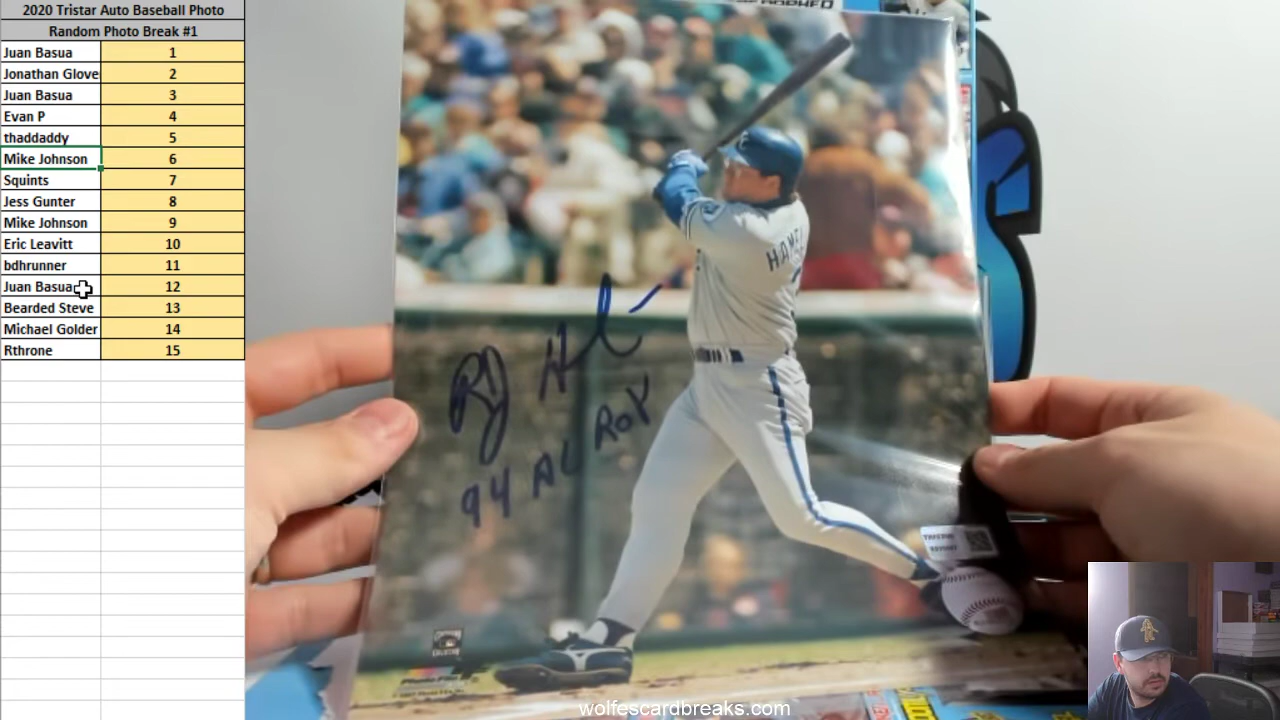 2020 Tristar Auto Baseball Photo
Random Photo Break #1
Juan Basua 1
Jonathan Glove 2
Juan Basua 3
Evan P 4
thaddaddy 5
Mike Johnson 6
Squints 7
Jess Gunter 8
Mike Johnson 9
Eric Leavitt 10
bdhrunner 11
Juan Basua 12
Bearded Steve 13
Michael Golder 14
Rthrone 15
HAMEL
94 AL ROY
wolfescardbreaks.com